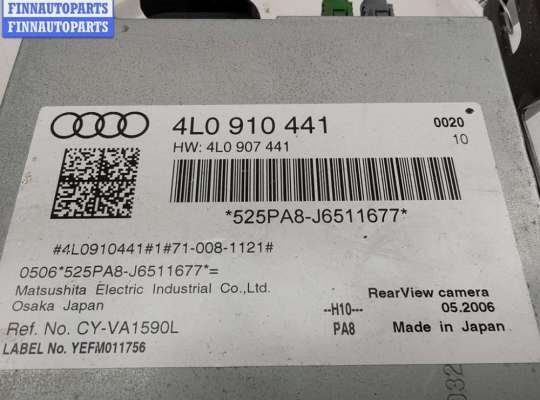 FINNAUTOPARTS
FINNAUTOPARTS
FINNAUTOPARTS
4L0 910 441
0020
HW: 4L0 907 441
10
*525PA8-J6511677*
#4L0910441#1#71-008-1121#
0506*525PA8-J6511677*=
Matsushita Electric Industrial Co.,Ltd.
Osaka Japan
RearView camera
--H10---
05.2006
Ref. No. CY-VA1590L
PA8
Made in Japan
LABEL No. YEFM011756